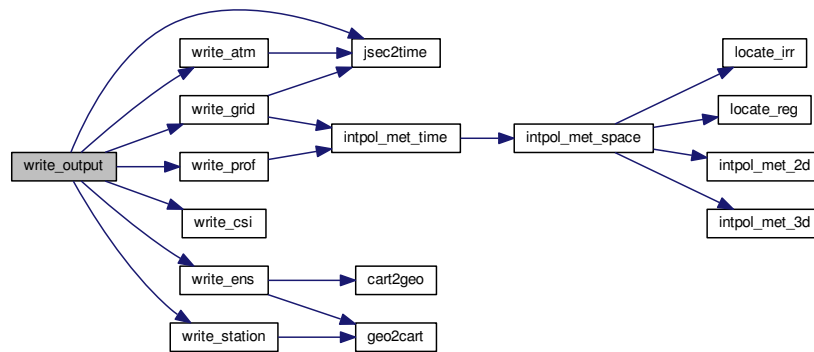 write_output
write_atm
write_grid
write_prof
write_csi
write_ens
write_station
jsec2time
intpol_met_time
cart2geo
geo2cart
intpol_met_space
locate_irr
locate_reg
intpol_met_2d
intpol_met_3d